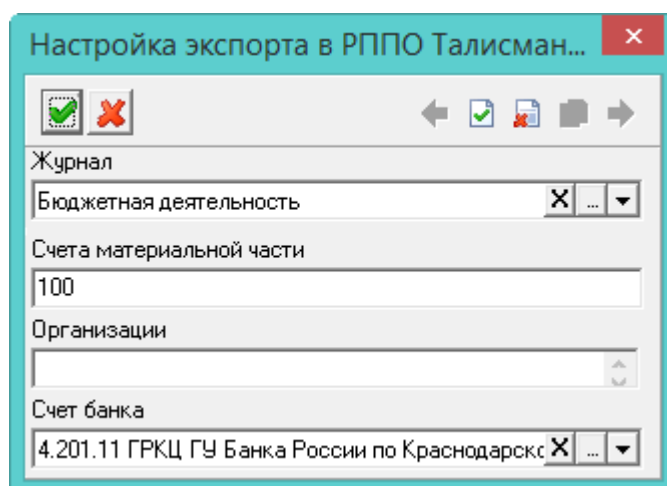 Настройка экспорта в РППО Талисман...
Журнал
Бюджетная деятельность
Счета материальной части
100
Организации
Счет банка
4.201.11 ГРКЦ ГУ Банка России по Краснодарско